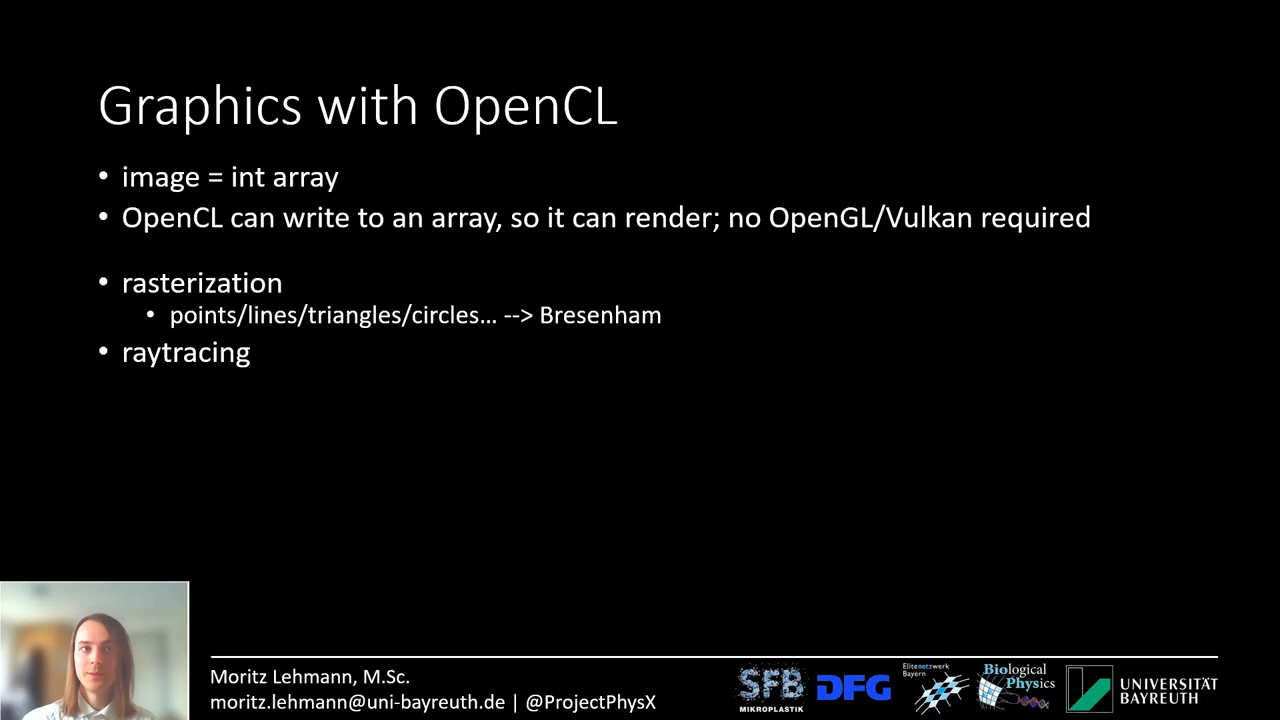 Graphics with OpenCL
• image = int array
• OpenCL can write to an array, so it can render; no OpenGL/Vulkan required
• rasterization
• points/lines/triangles/circles... --> Bresenham
• raytracing
Moritz Lehmann, M.Sc.
moritz.lehmann@uni-bayreuth.de | @ProjectPhysX
SFB
MIKROPLASTIK
DFG
Elitenetzwerk
Bayern
Biological
Physics
UNIVERSITÄT
BAYREUTH